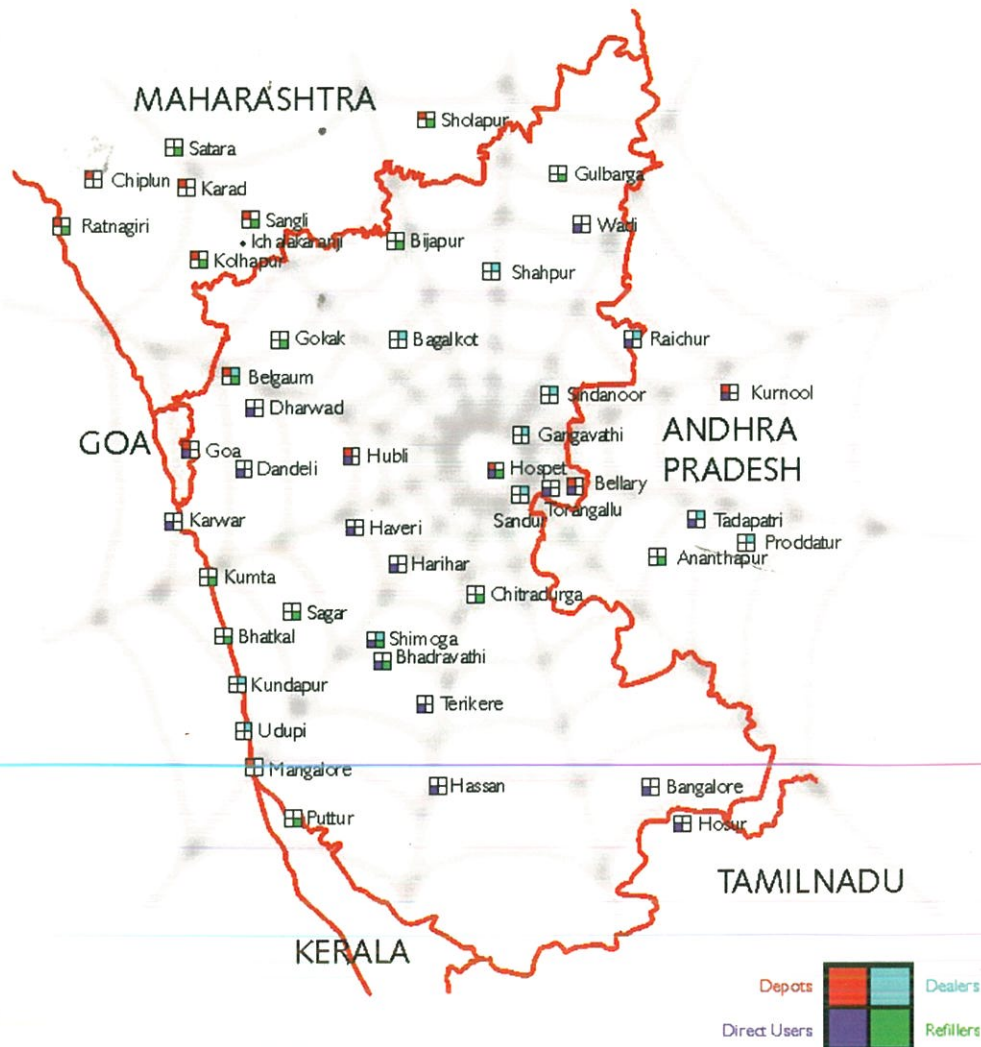 MAHARASHTRA
Sholapur
Satara
Gulbarga
Chiplun
Karad
Ratnagiri
Sangli
Wadi
Ichalakaranji
Bijapur
Kolhapur
Shahpur
Gokak
Bagalkot
Raichur
Belgaum
Sindanoor
Kurnool
Dharwad
GOA
Goa
Gangavathi
ANDHRA
PRADESH
Hubli
Dandeli
Hospet
Bellary
Torangallu
Sandur
Karwar
Haveri
Tadapatri
Proddatur
Ananthapur
Harihar
Kumta
Chitradurga
Sagar
Bhatkal
Shimoga
Bhadravathi
Kundapur
Terikere
Udupi
Mangalore
Hassan
Bangalore
Puttur
Hosur
TAMILNADU
KERALA
Depots
Dealers
Direct Users
Refillers